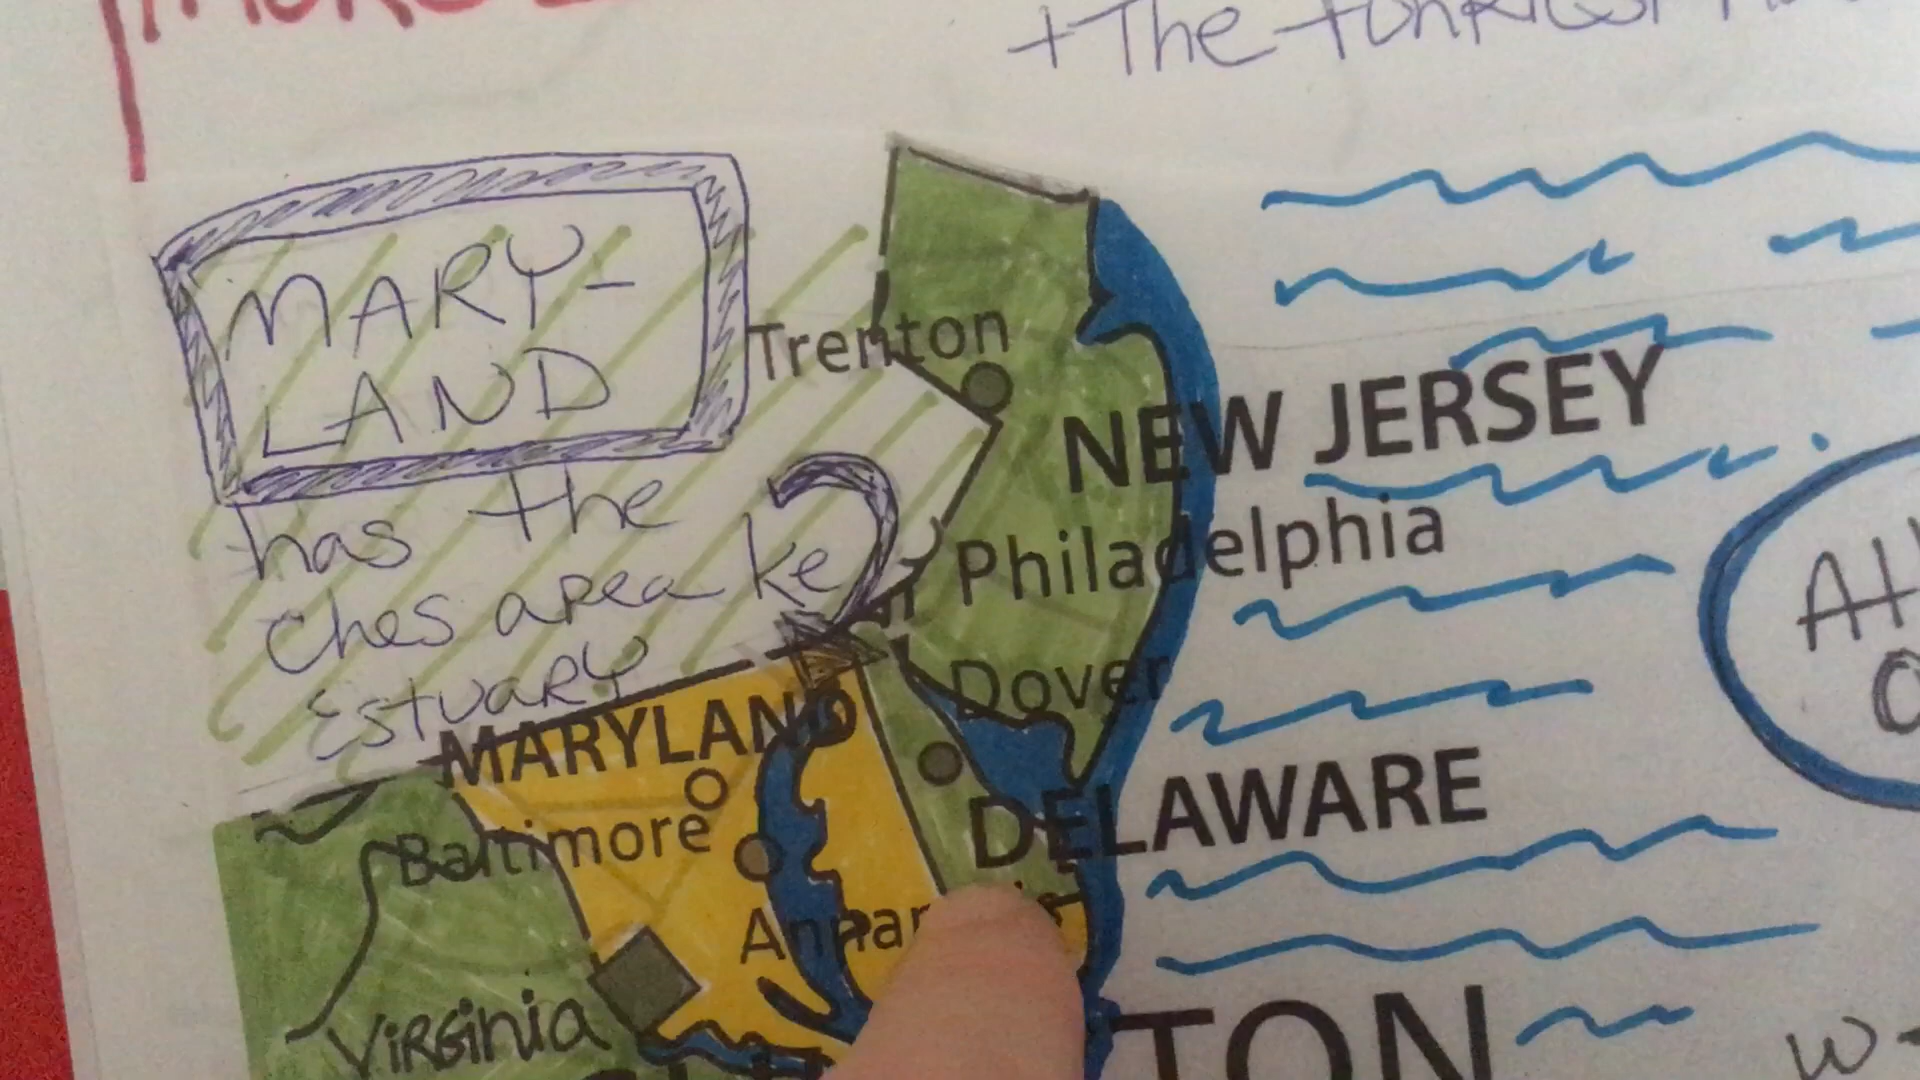 +The
MARY-
LAND
has the
Chesapeake
Estuary
Trenton
NEW JERSEY
Philadelphia
Dover
MARYLAND
DELAWARE
Baltimore
Virginia
TON